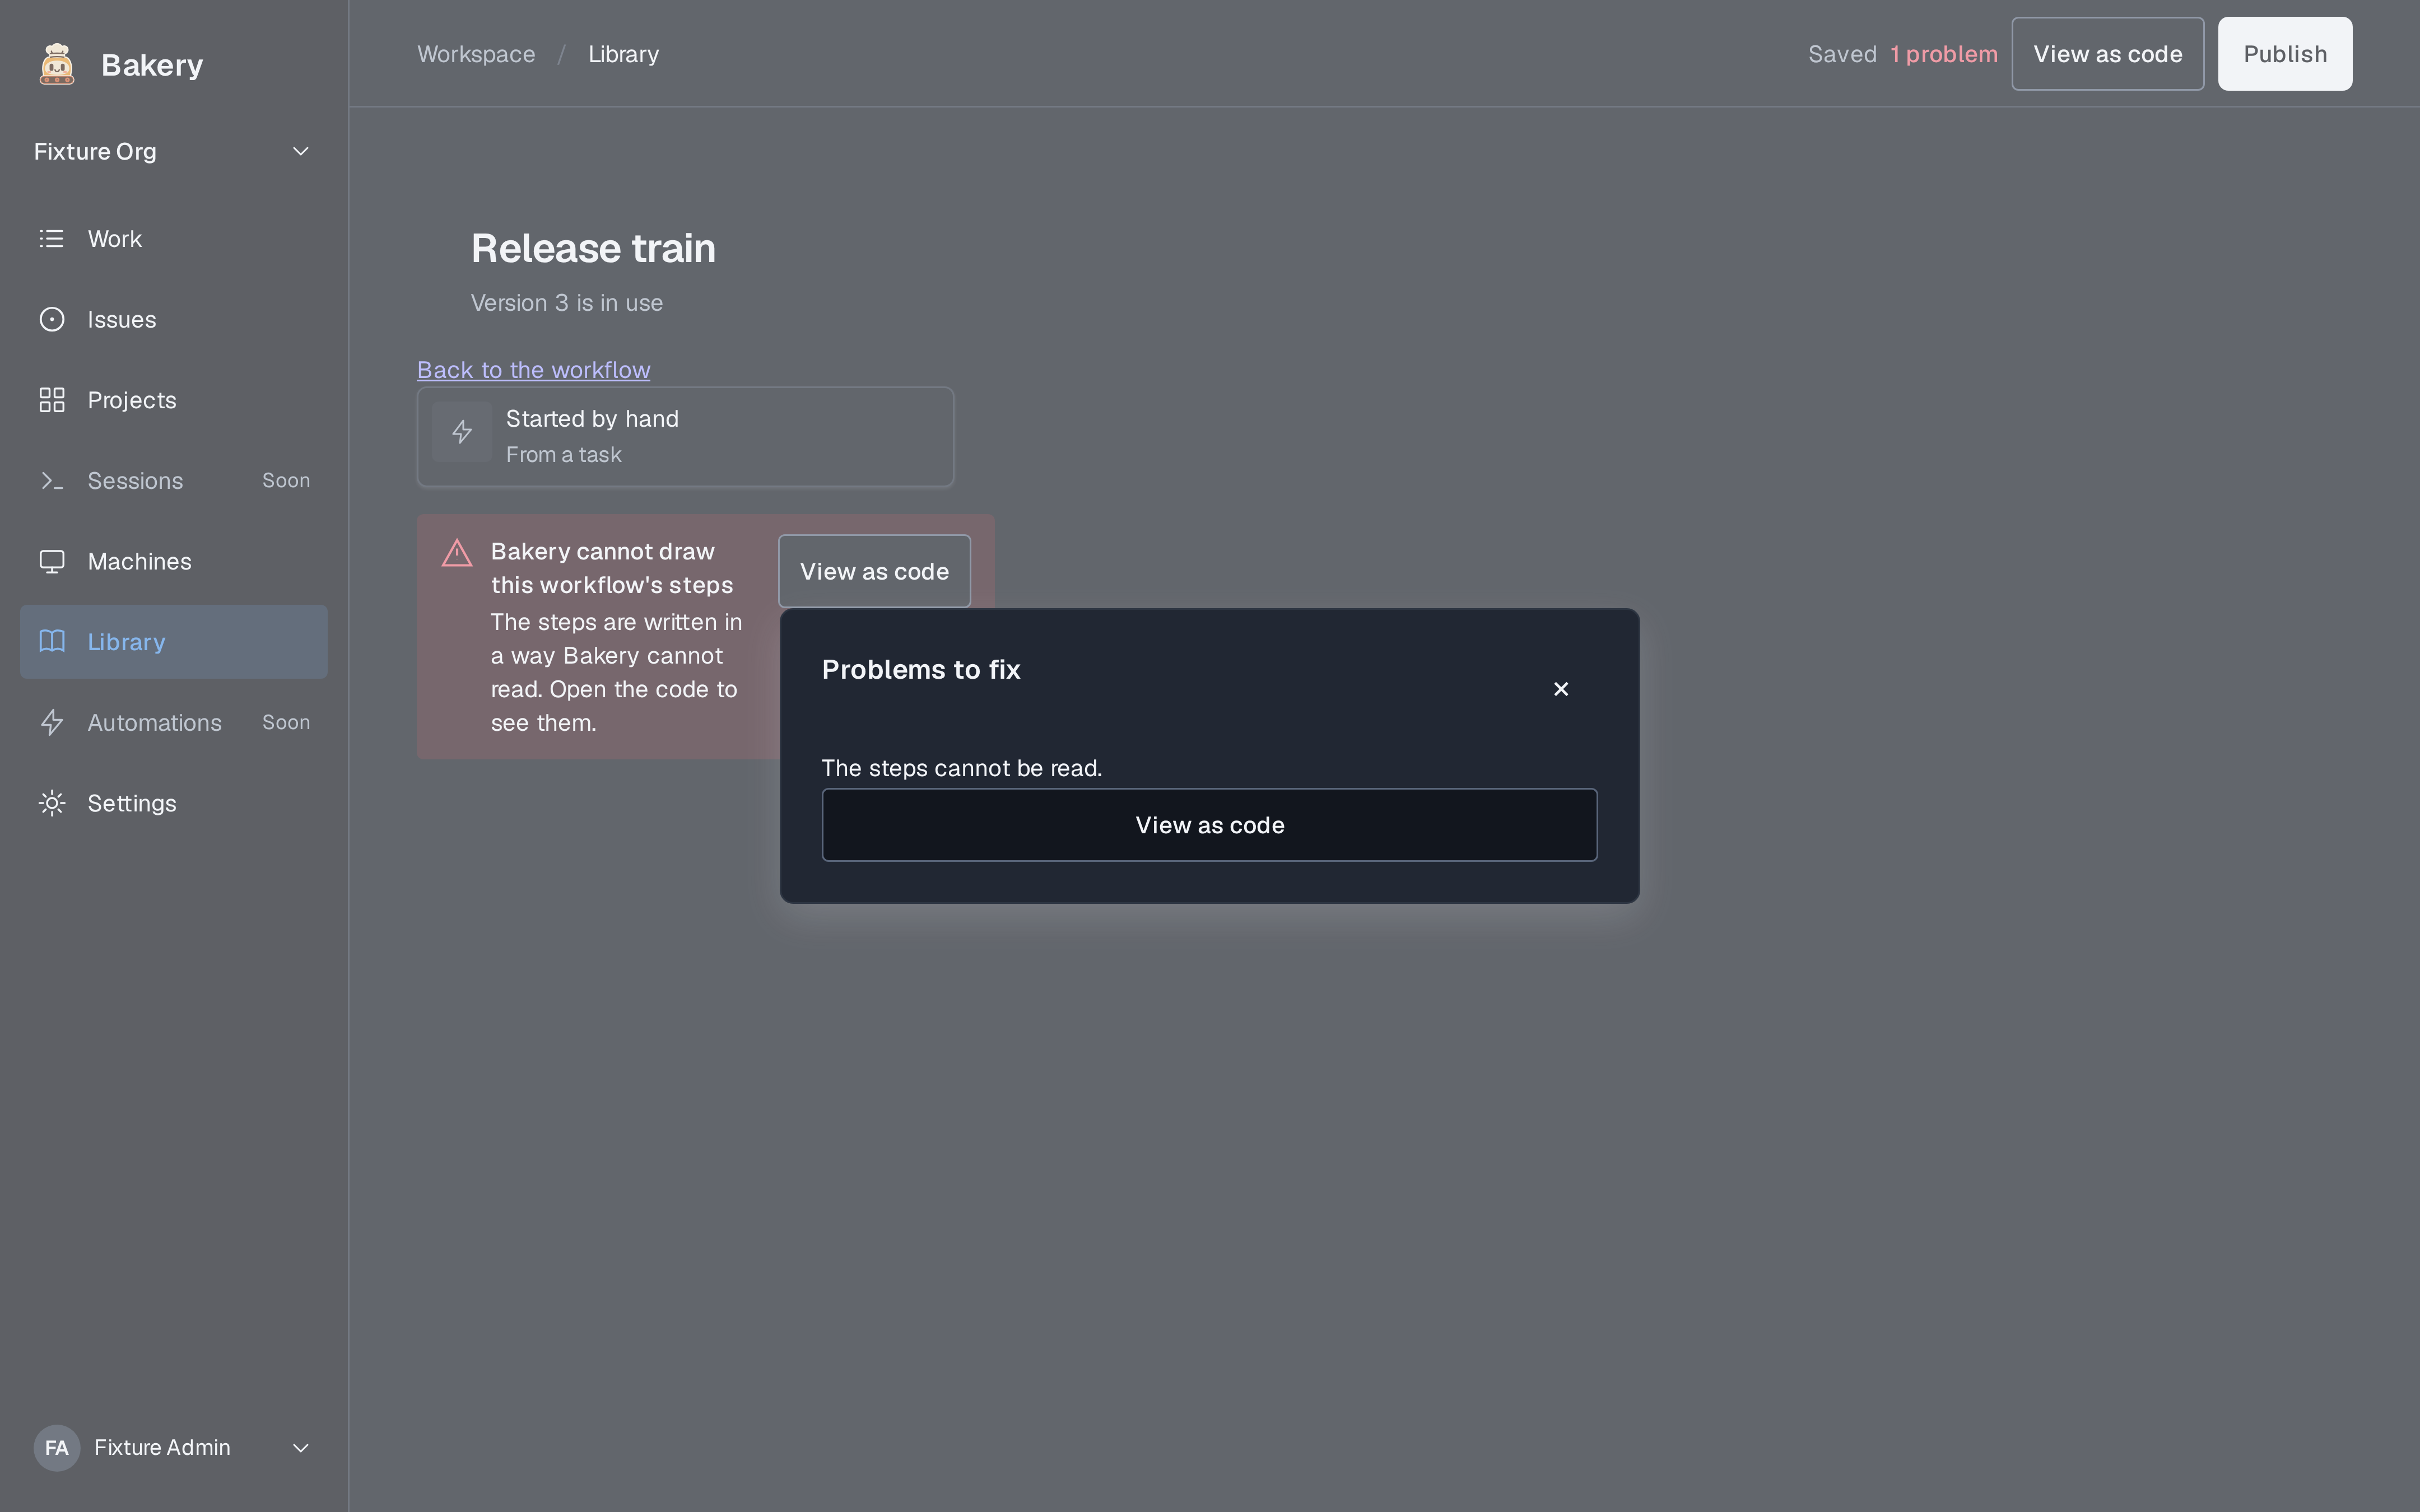 Bakery
Fixture Org
Work
Issues
Projects
Sessions Soon
Machines
Library
Automations Soon
Settings
FA Fixture Admin
Workspace / Library
Saved 1 problem View as code Publish
Release train
Version 3 is in use
Back to the workflow
Started by hand
From a task
Bakery cannot draw
this workflow's steps
The steps are written in
a way Bakery cannot
read. Open the code to
see them.
View as code
Problems to fix
The steps cannot be read.
View as code